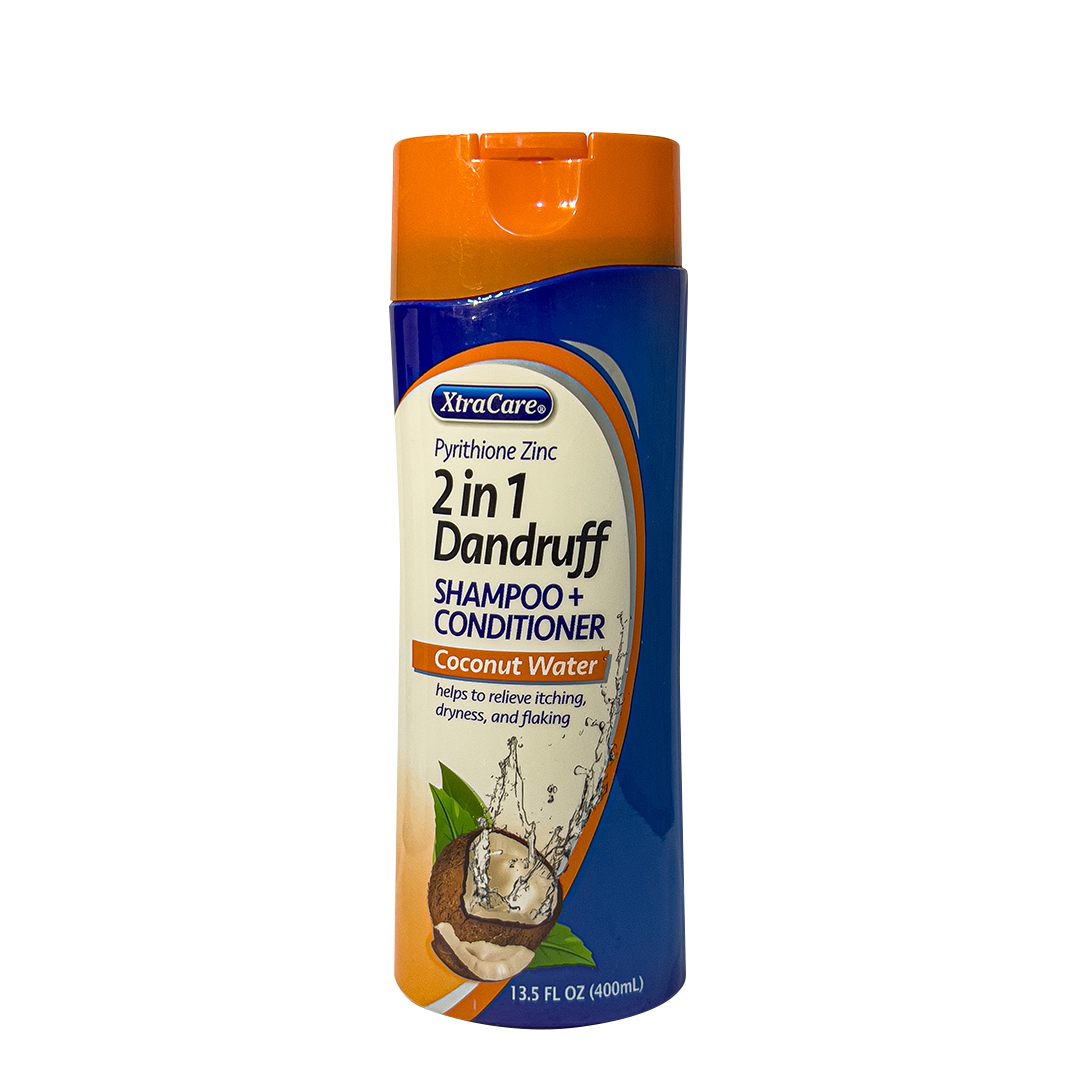 XtraCare®
Pyrithione Zinc
2 in 1
Dandruff
SHAMPOO +
CONDITIONER
Coconut Water
helps to relieve itching,
dryness, and flaking
13.5 FL OZ (400mL)